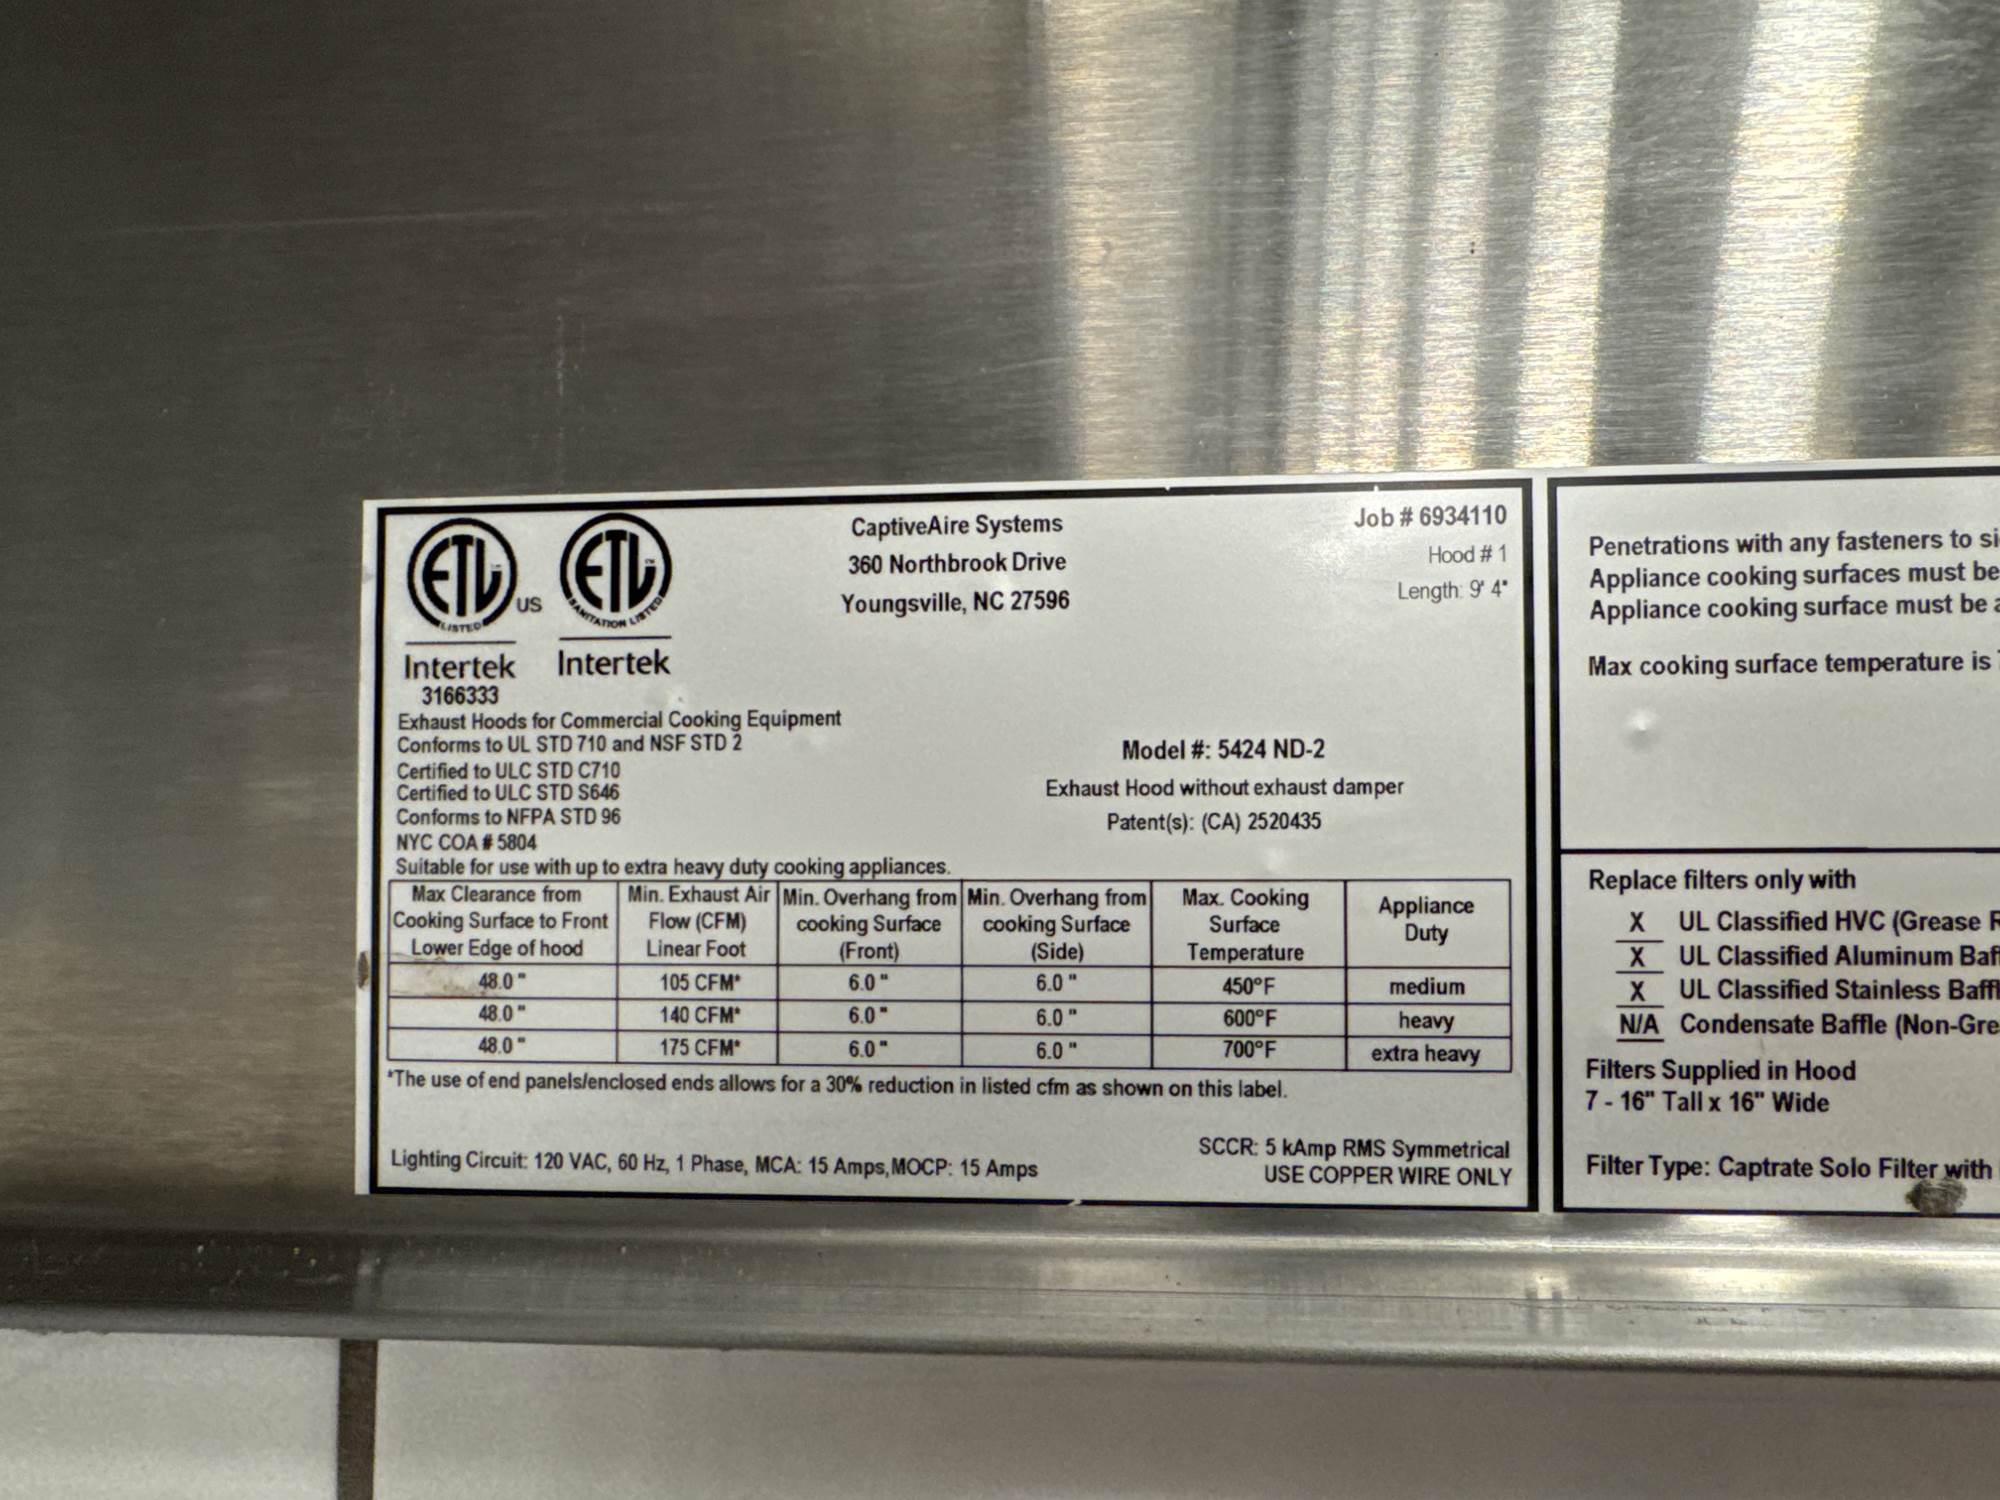 ETL
US
LISTED
Intertek
3166333
ETL
SANITATION LISTED
Intertek
CaptiveAire Systems
360 Northbrook Drive
Youngsville, NC 27596
Job # 6934110
Hood # 1
Length: 9' 4"
Exhaust Hoods for Commercial Cooking Equipment
Conforms to UL STD 710 and NSF STD 2
Certified to ULC STD C710
Certified to ULC STD S646
Conforms to NFPA STD 96
NYC COA # 5804
Suitable for use with up to extra heavy duty cooking appliances.
Model #: 5424 ND-2
Exhaust Hood without exhaust damper
Patent(s): (CA) 2520435
Max Clearance from Cooking Surface to Front Lower Edge of hood | Min. Exhaust Air Flow (CFM) Linear Foot | Min. Overhang from cooking Surface (Front) | Min. Overhang from cooking Surface (Side) | Max. Cooking Surface Temperature | Appliance Duty
48.0 " | 105 CFM* | 6.0 " | 6.0 " | 450°F | medium
48.0 " | 140 CFM* | 6.0 " | 6.0 " | 600°F | heavy
48.0 " | 175 CFM* | 6.0 " | 6.0 " | 700°F | extra heavy
*The use of end panels/enclosed ends allows for a 30% reduction in listed cfm as shown on this label.
Lighting Circuit: 120 VAC, 60 Hz, 1 Phase, MCA: 15 Amps, MOCP: 15 Amps
SCCR: 5 kAmp RMS Symmetrical
USE COPPER WIRE ONLY
Penetrations with any fasteners to
Appliance cooking surfaces must be
Appliance cooking surface must be
Max cooking surface temperature is
Replace filters only with
X UL Classified HVC (Grease
X UL Classified Aluminum
X UL Classified Stainless
N/A Condensate Baffle
Filters Supplied in Hood
7 - 16" Tall x 16" Wide
Filter Type: Captrate Solo Filter with